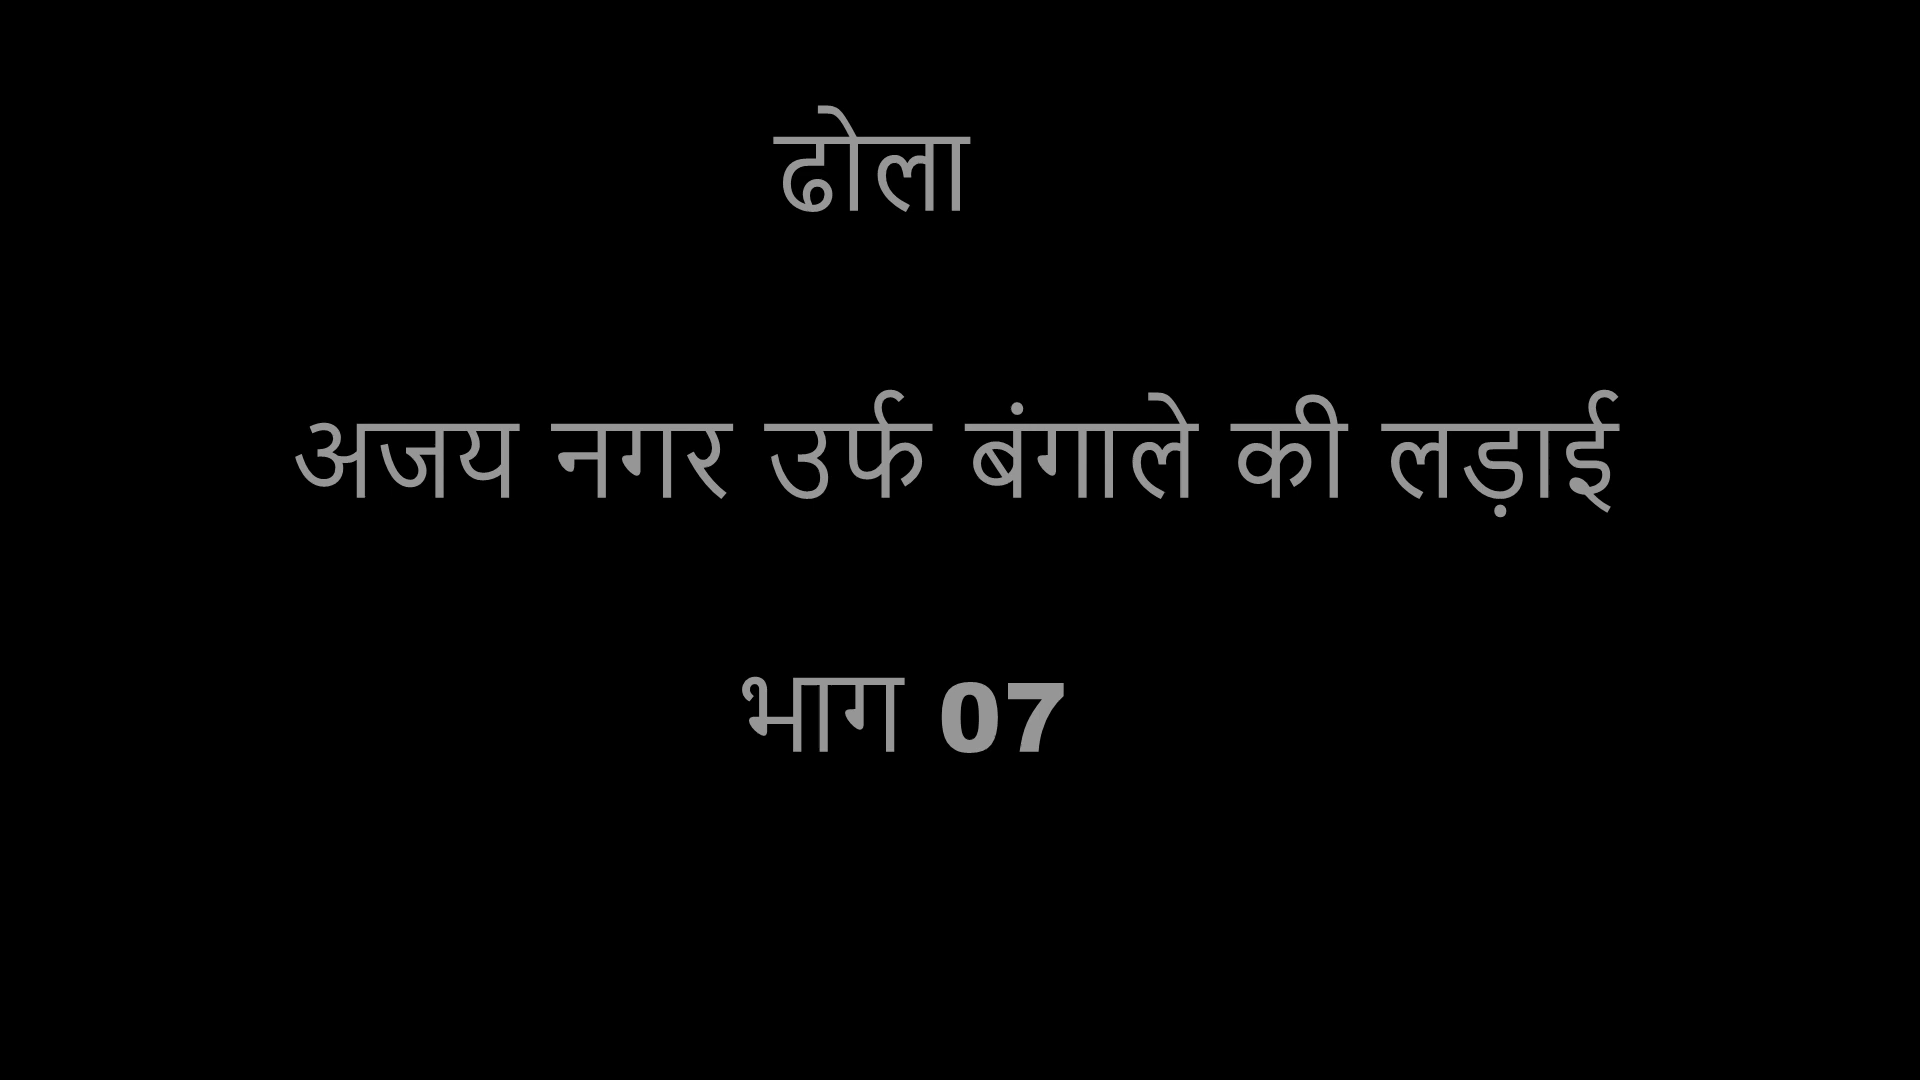 ढोला
अजय नगर उर्फ बंगाले की लड़ाई
भाग 07